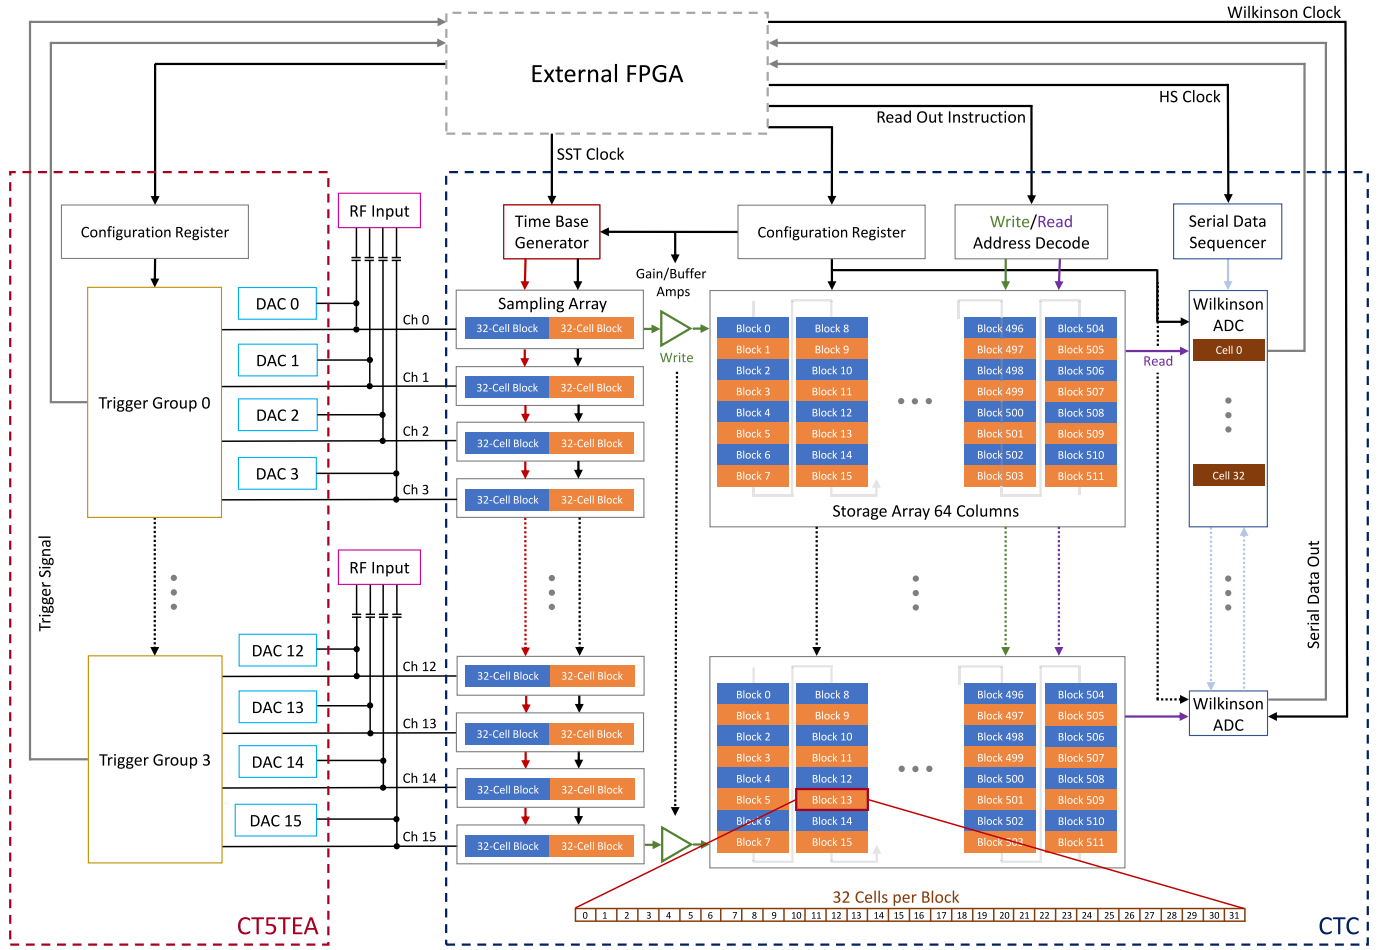 Wilkinson Clock
External FPGA
HS Clock
Read Out Instruction
SST Clock
Configuration Register
RF Input
Time Base
Generator
Configuration Register
Write/Read
Address Decode
Serial Data
Sequencer
Gain/Buffer
Amps
DAC 0
DAC 1
DAC 2
DAC 3
Trigger Group 0
Ch 0
Ch 1
Ch 2
Ch 3
Sampling Array
32-Cell Block 32-Cell Block
32-Cell Block 32-Cell Block
32-Cell Block 32-Cell Block
32-Cell Block 32-Cell Block
Write
Block 0 Block 8 Block 496 Block 504
Block 1 Block 9 Block 497 Block 505
Block 2 Block 10 Block 498 Block 506
Block 3 Block 11 Block 499 Block 507
Block 4 Block 12 Block 500 Block 508
Block 5 Block 13 Block 501 Block 509
Block 6 Block 14 Block 502 Block 510
Block 7 Block 15 Block 503 Block 511
Storage Array 64 Columns
Read
Wilkinson
ADC
Cell 0
Cell 32
Trigger Signal
Serial Data Out
RF Input
DAC 12
DAC 13
DAC 14
DAC 15
Trigger Group 3
Ch 12
Ch 13
Ch 14
Ch 15
32-Cell Block 32-Cell Block
32-Cell Block 32-Cell Block
32-Cell Block 32-Cell Block
32-Cell Block 32-Cell Block
Block 0 Block 8 Block 496 Block 504
Block 1 Block 9 Block 497 Block 505
Block 2 Block 10 Block 498 Block 506
Block 3 Block 11 Block 499 Block 507
Block 4 Block 12 Block 500 Block 508
Block 5 Block 13 Block 501 Block 509
Block 6 Block 14 Block 502 Block 510
Block 7 Block 15 Block 503 Block 511
Wilkinson
ADC
32 Cells per Block
0 1 2 3 4 5 6 7 8 9 10 11 12 13 14 15 16 17 18 19 20 21 22 23 24 25 26 27 28 29 30 31
CT5TEA
CTC